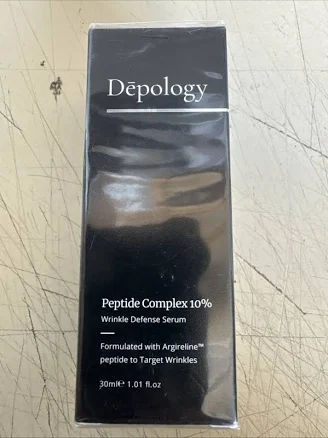 Dēpology
Peptide Complex 10%
Wrinkle Defense Serum
Formulated with Argireline™
peptide to Target Wrinkles
30ml℮ 1.01 fl.oz